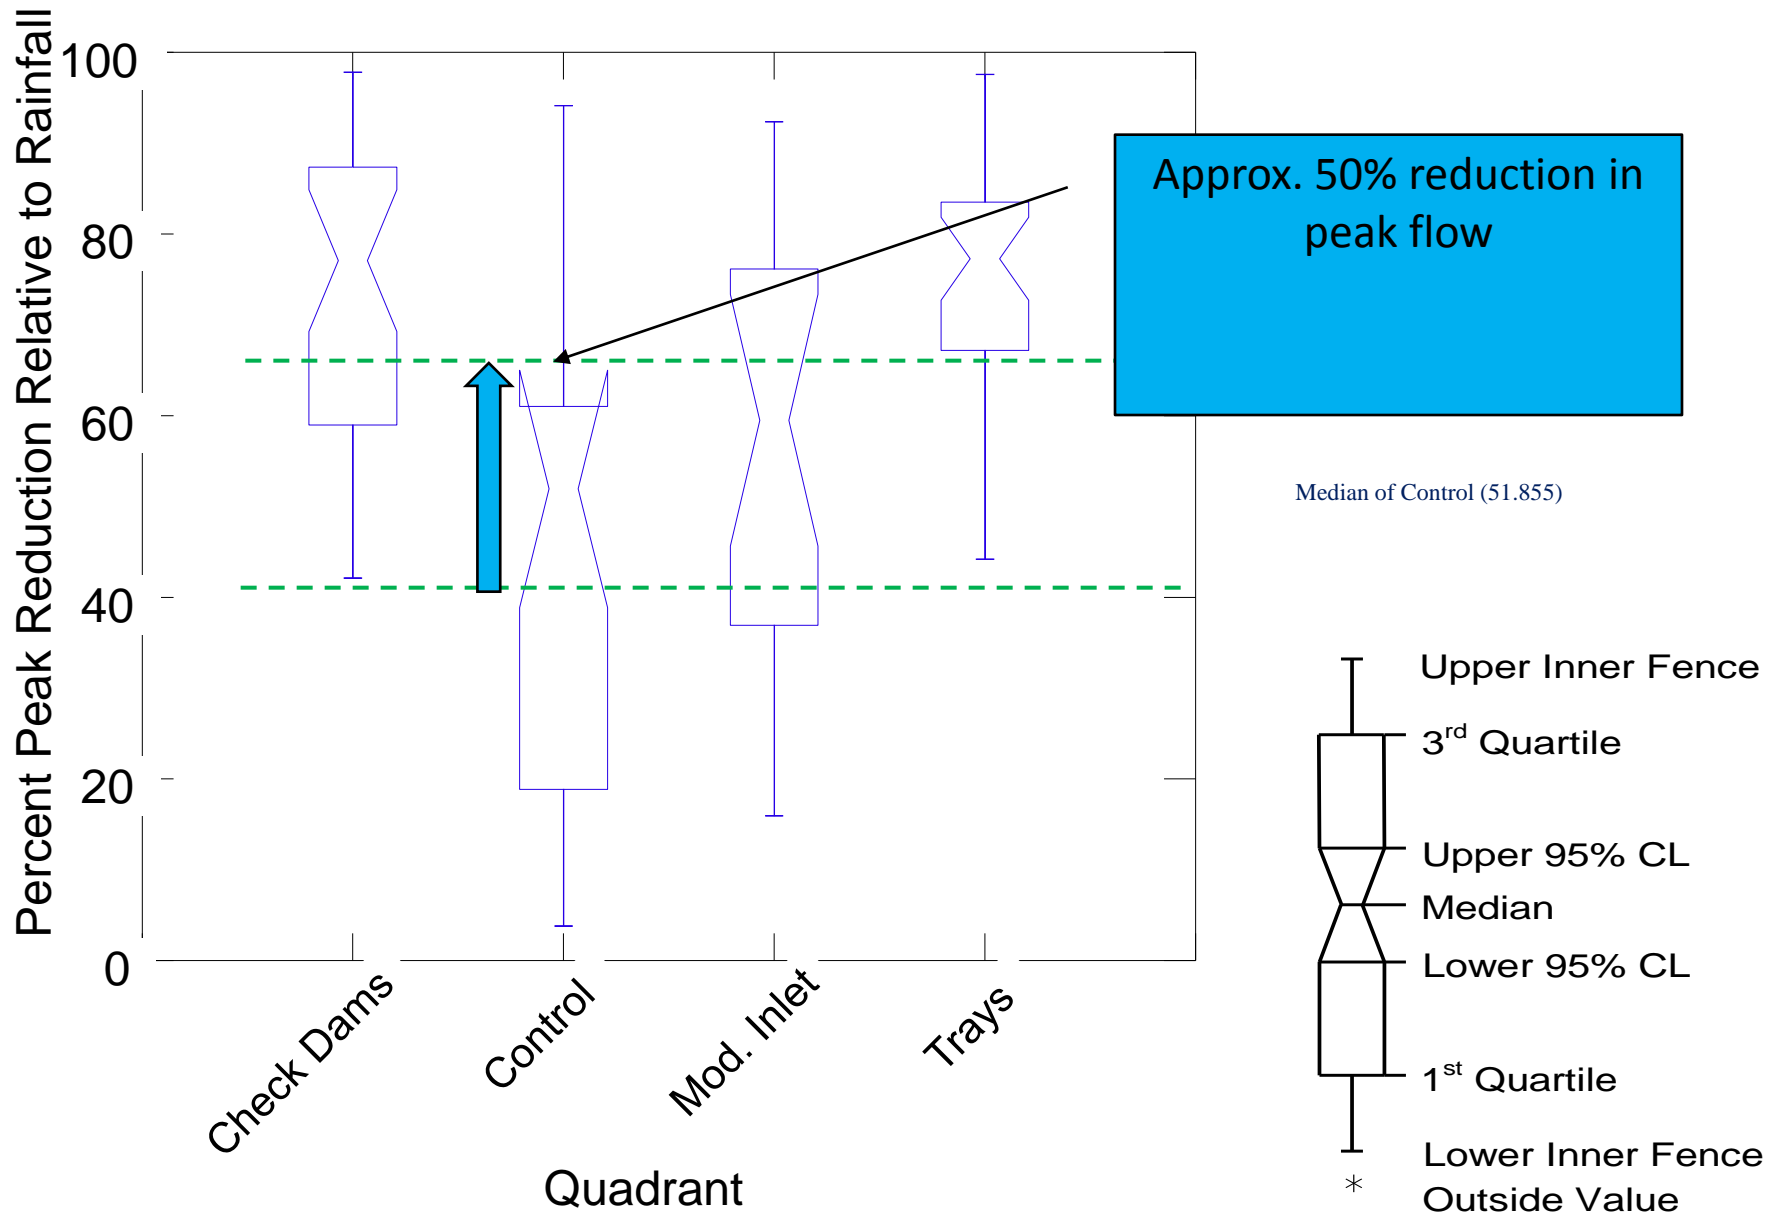 Percent Peak Reduction Relative to Rainfall
100
80
60
40
20
0
Check Dams
Control
Mod. Inlet
Trays
Quadrant
Approx. 50% reduction in
peak flow
Median of Control (51.855)
Upper Inner Fence
3rd Quartile
Upper 95% CL
Median
Lower 95% CL
1st Quartile
Lower Inner Fence
* Outside Value